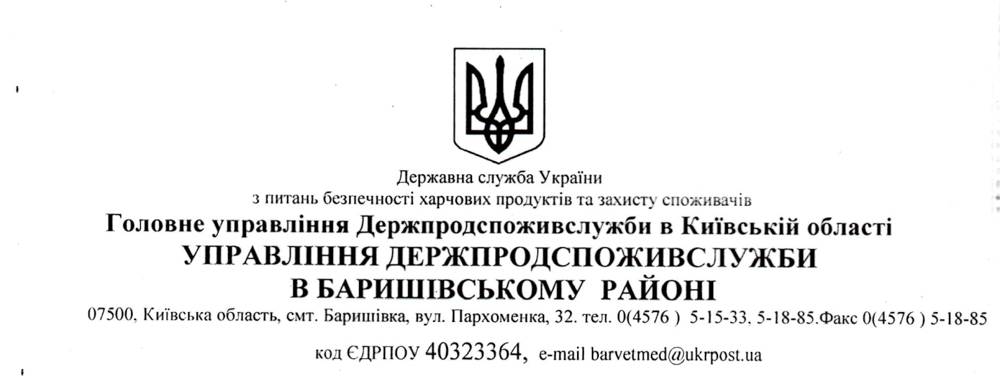 Державна служба України
з питань безпечності харчових продуктів та захисту споживачів
Головне управління Держпродспоживслужби в Київській області
УПРАВЛІННЯ ДЕРЖПРОДСПОЖИВСЛУЖБИ
В БАРИШІВСЬКОМУ РАЙОНІ
07500, Київська область, смт. Баришівка, вул. Пархоменка, 32. тел. 0(4576 ) 5-15-33, 5-18-85.Факс 0(4576 ) 5-18-85
код ЄДРПОУ 40323364, e-mail barvetmed@ukrpost.ua